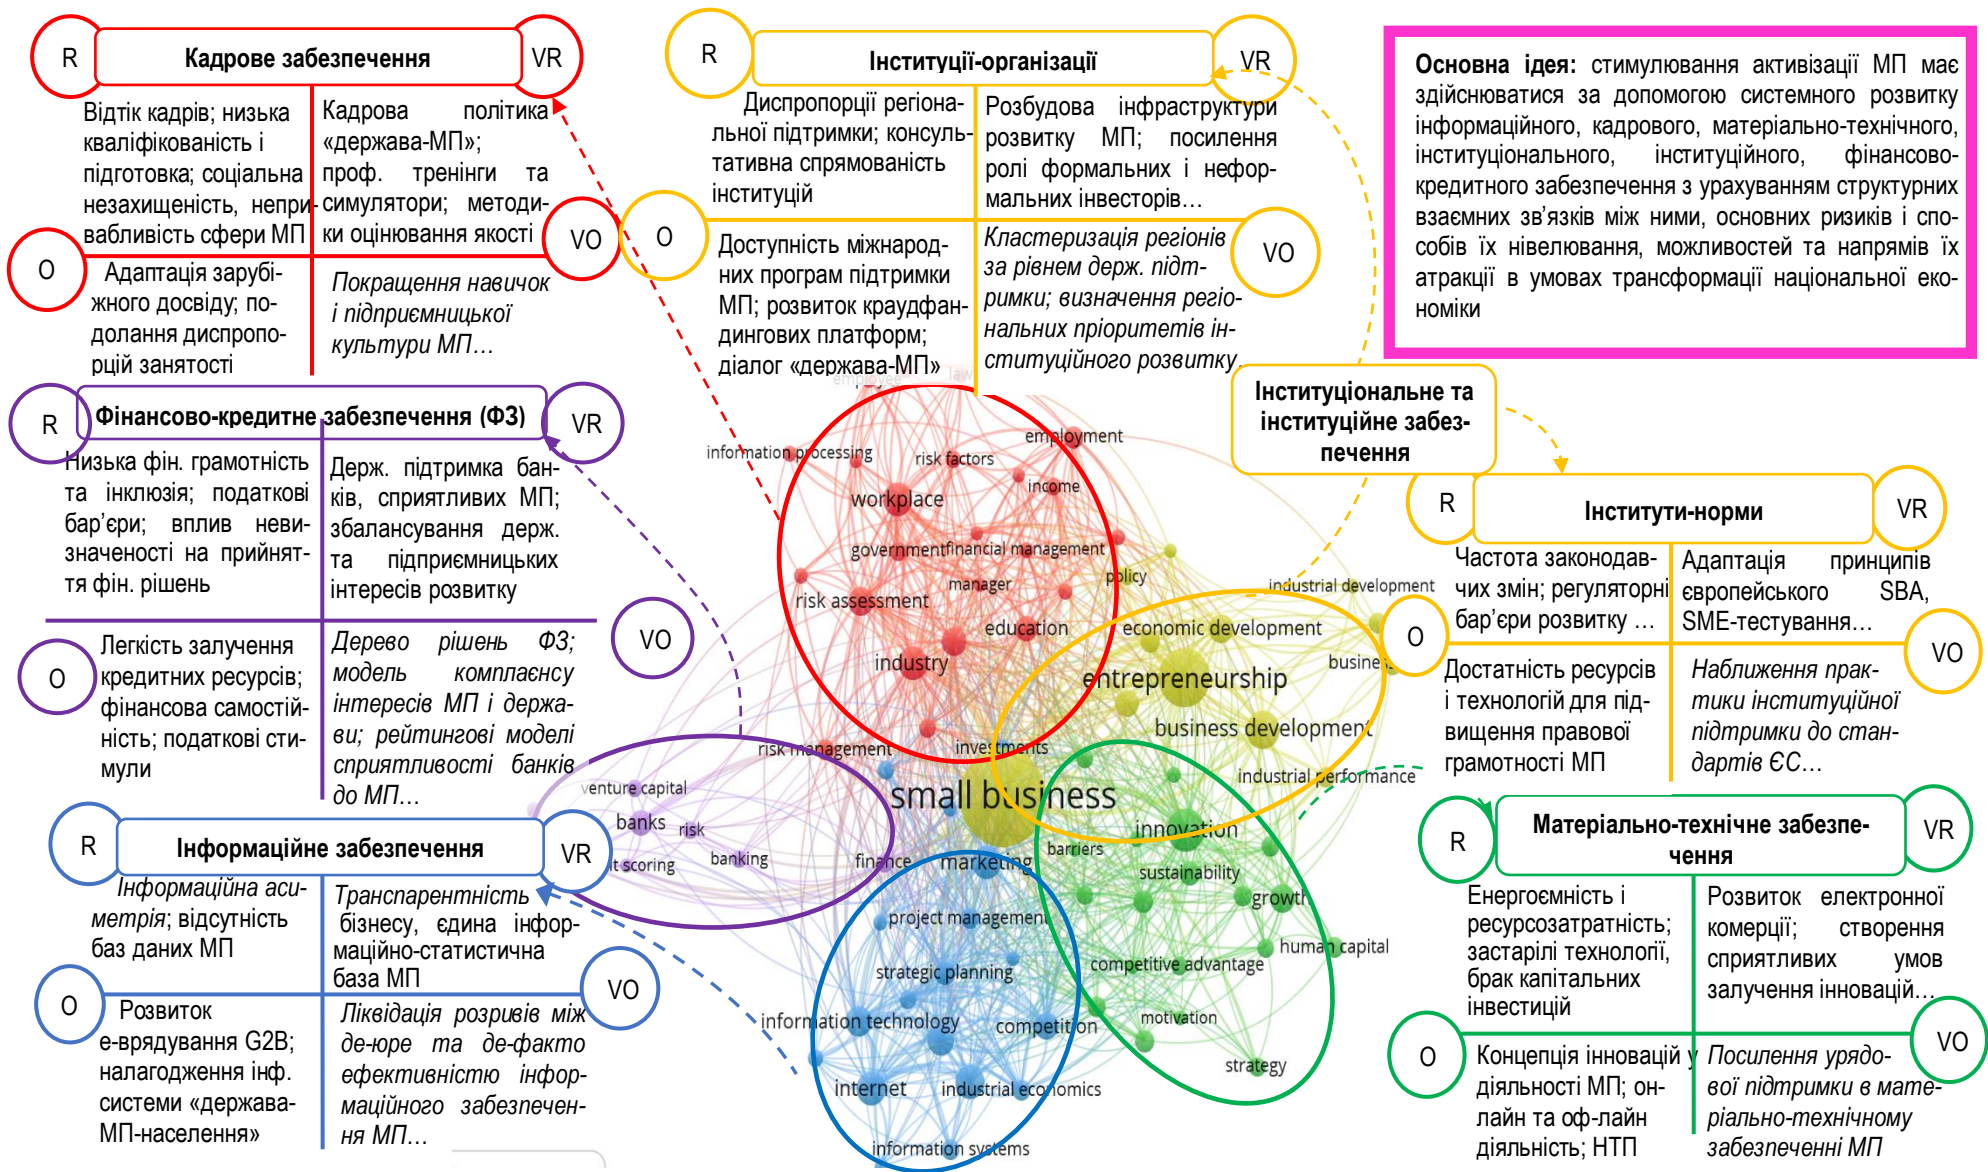 R
Кадрове забезпечення
VR
Відтік кадрів; низька
кваліфікованість і
підготовка; соціальна
незахищеність, непри-
вабливість сфери МП
Кадрова політика
«держава-МП»;
проф. тренінги та
симулятори; методи-
ки оцінювання якості
O
VO
Адаптація зарубі-
жного досвіду; по-
долання диспропо-
рцій занятості
Покращення навичок
і підприємницької
культури МП…
R
Інституції-організації
VR
Диспропорції регіона-
льної підтримки; консуль-
тативна спрямованість
інституцій
Розбудова інфраструктури
розвитку МП; посилення
ролі формальних і нефор-
мальних інвесторів…
O
VO
Доступність міжнарод-
них програм підтримки
МП; розвиток краудфан-
дингових платформ;
діалог «держава-МП»
Кластеризація регіонів
за рівнем держ. підт-
римки; визначення регіо-
нальних пріоритетів ін-
ституційного розвитку
Основна ідея: стимулювання активізації МП має
здійснюватися за допомогою системного розвитку
інформаційного, кадрового, матеріально-технічного,
інституціонального, інституційного, фінансово-
кредитного забезпечення з урахуванням структурних
взаємних зв’язків між ними, основних ризиків і спо-
собів їх нівелювання, можливостей та напрямів їх
атракції в умовах трансформації національної еко-
номіки
R
Фінансово-кредитне забезпечення (ФЗ)
VR
Низька фін. грамотність
та інклюзія; податкові
бар’єри; вплив неви-
значеності на прийнят-
тя фін. рішень
Держ. підтримка бан-
ків, сприятливих МП;
збалансування держ.
та підприємницьких
інтересів розвитку
O
VO
Легкість залучення
кредитних ресурсів;
фінансова самостій-
ність; податкові сти-
мули
Дерево рішень ФЗ;
модель комплаєнсу
інтересів МП і держа-
ви; рейтингові моделі
сприятливості банків
до МП…
Інституціональне та
інституційне забез-
печення
R
Інститути-норми
VR
Частота законодав-
чих змін; регуляторні
бар’єри розвитку …
Адаптація принципів
європейського SBA,
SME-тестування…
O
VO
Достатність ресурсів
і технологій для під-
вищення правової
грамотності МП
Наближення прак-
тики інституційної
підтримки до стан-
дартів ЄС…
R
Інформаційне забезпечення
VR
Інформаційна аси-
метрія; відсутність
баз даних МП
Транспарентність
бізнесу, єдина інфор-
маційно-статистична
база МП
O
VO
Розвиток
е-врядування G2B;
налагодження інф.
системи «держава-
МП-населення»
Ліквідація розривів між
де-юре та де-факто
ефективністю інфор-
маційного забезпечен-
ня МП…
R
Матеріально-технічне забезпе-
чення
VR
Енергоємність і
ресурсозатратність;
застарілі технології,
брак капітальних
інвестицій
Розвиток електронної
комерції; створення
сприятливих умов
залучення інновацій…
O
VO
Концепція інновацій у
діяльності МП; он-
лайн та оф-лайн
діяльність; НТП
Посилення урядо-
вої підтримки в мате-
ріально-технічному
забезпеченні МП
employee
law
employment
information processing
risk factors
income
workplace
government
financial management
policy
manager
industrial development
risk assessment
education
economic development
industry
business
entrepreneurship
business development
risk management
investments
industrial performance
venture capital
small business
banks
risk
innovation
barriers
it scoring
banking
finance
marketing
sustainability
growth
project management
human capital
strategic planning
competitive advantage
information technology
competition
motivation
strategy
internet
industrial economics
information systems